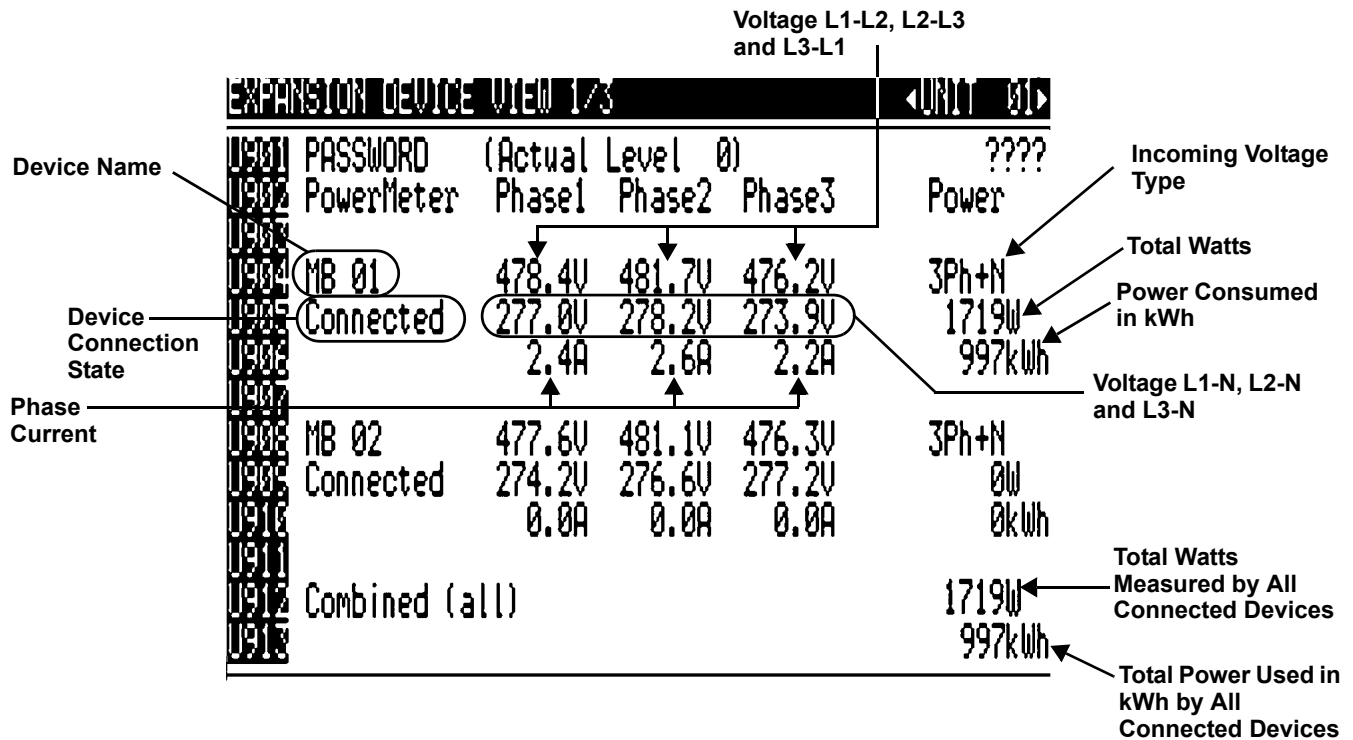 Voltage L1-L2, L2-L3
and L3-L1
EXPANSION DEVICE VIEW 1/3 ◂UNIT 01▸
U901 PASSWORD (Actual Level 0) ????
PowerMeter Phase1 Phase2 Phase3 Power
MB 01 478.4V 481.7V 476.2V 3Ph+N
Connected 277.0V 278.2V 273.9V 1719W
2.4A 2.6A 2.2A 997kWh
U908 MB 02 477.6V 481.1V 476.3V 3Ph+N
Connected 274.2V 276.6V 277.2V 0W
0.0A 0.0A 0.0A 0kWh
U911
Combined (all) 1719W
997kWh
Device Name
Device
Connection
State
Phase
Current
Incoming Voltage
Type
Total Watts
Power Consumed
in kWh
Voltage L1-N, L2-N
and L3-N
Total Watts
Measured by All
Connected Devices
Total Power Used in
kWh by All
Connected Devices